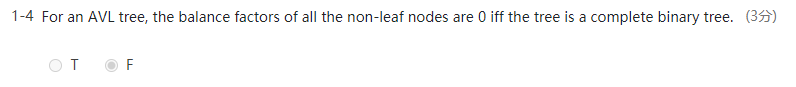 1-4 For an AVL tree, the balance factors of all the non-leaf nodes are 0 iff the tree is a complete binary tree. (3分)
T F